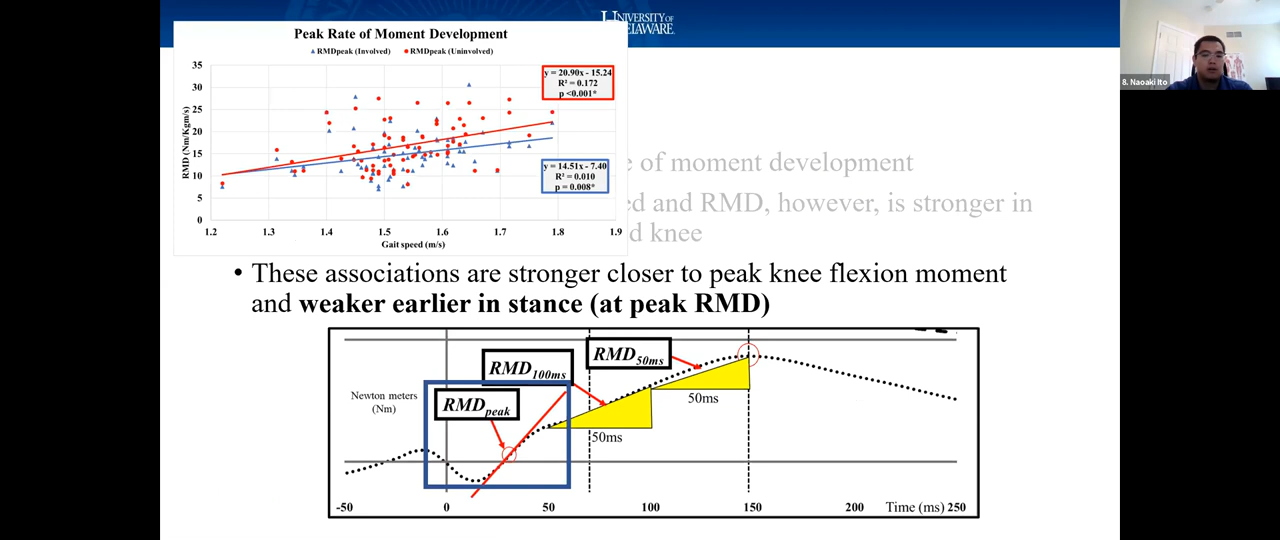 UNIVERSITY OF
ELAWARE.
Peak Rate of Moment Development
RMDpeak (Involved) RMDpeak (Uninvolved)
35
30
25
20
15
10
5
0
RMD (Nm/Kgm/s)
y = 20.90x - 15.24
R² = 0.172
p <0.001*
y = 14.51x - 7.40
R² = 0.010
p = 0.008*
1.2 1.3 1.4 1.5 1.6 1.7 1.8 1.9
Gait speed (m/s)
8. Naoaki Ito
e of moment development
ed and RMD, however, is stronger in
d knee
• These associations are stronger closer to peak knee flexion moment
and weaker earlier in stance (at peak RMD)
RMD50ms
RMD100ms
RMDpeak
Newton meters
(Nm)
50ms
50ms
-50 0 50 100 150 200 Time (ms) 250